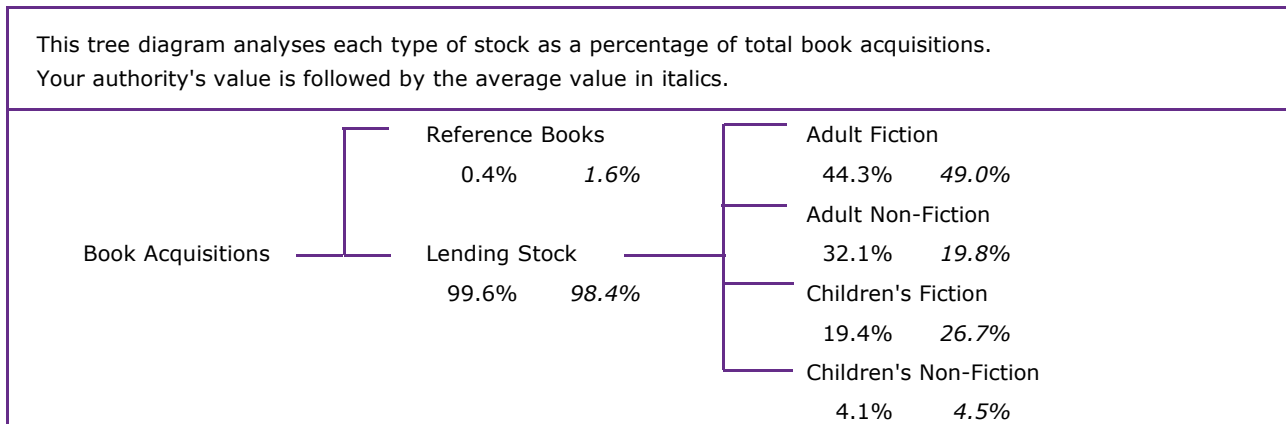 This tree diagram analyses each type of stock as a percentage of total book acquisitions.
Your authority's value is followed by the average value in italics.
Reference Books
0.4% 1.6%
Book Acquisitions
Lending Stock
99.6% 98.4%
Adult Fiction
44.3% 49.0%
Adult Non-Fiction
32.1% 19.8%
Children's Fiction
19.4% 26.7%
Children's Non-Fiction
4.1% 4.5%